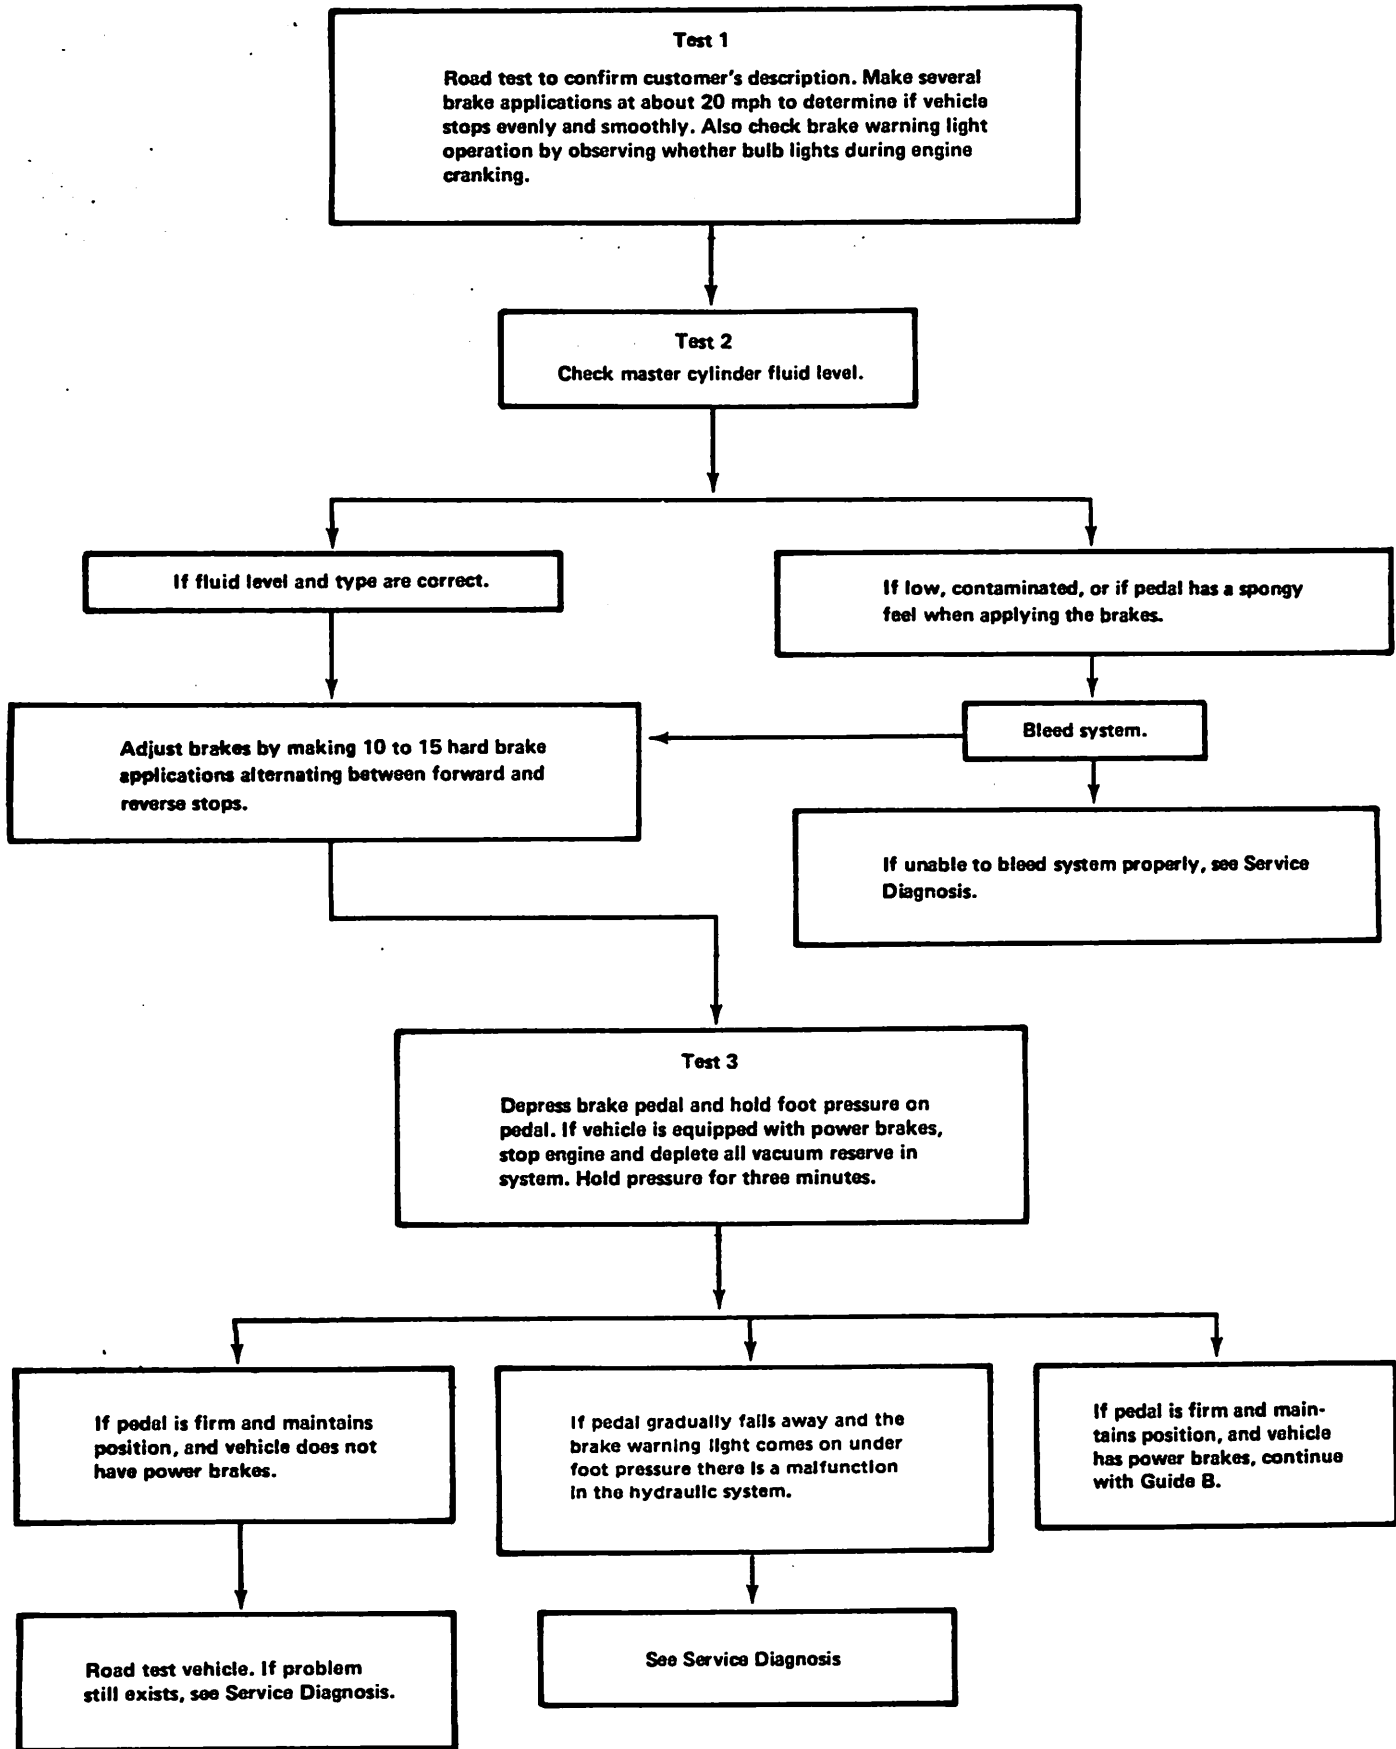 Test 1
Road test to confirm customer's description. Make several
brake applications at about 20 mph to determine if vehicle
stops evenly and smoothly. Also check brake warning light
operation by observing whether bulb lights during engine
cranking.
Test 2
Check master cylinder fluid level.
If fluid level and type are correct.
If low, contaminated, or if pedal has a spongy
feel when applying the brakes.
Adjust brakes by making 10 to 15 hard brake
applications alternating between forward and
reverse stops.
Bleed system.
If unable to bleed system properly, see Service
Diagnosis.
Test 3
Depress brake pedal and hold foot pressure on
pedal. If vehicle is equipped with power brakes,
stop engine and deplete all vacuum reserve in
system. Hold pressure for three minutes.
If pedal is firm and maintains
position, and vehicle does not
have power brakes.
If pedal gradually falls away and the
brake warning light comes on under
foot pressure there is a malfunction
in the hydraulic system.
If pedal is firm and main-
tains position, and vehicle
has power brakes, continue
with Guide B.
Road test vehicle. If problem
still exists, see Service Diagnosis.
See Service Diagnosis